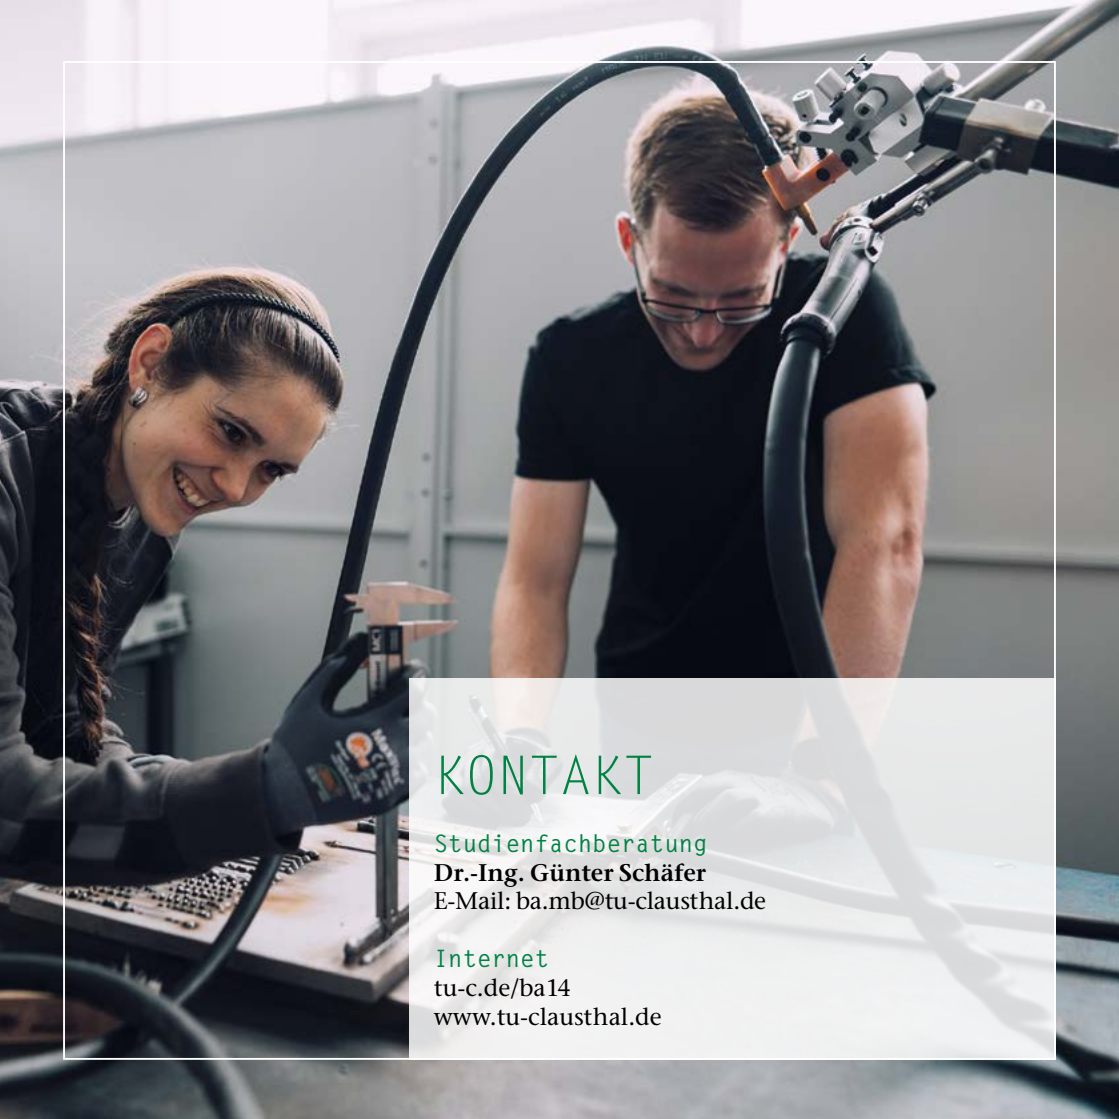 KONTAKT
Studienfachberatung
Dr.-Ing. Günter Schäfer
E-Mail: ba.mb@tu-clausthal.de
Internet
tu-c.de/ba14
www.tu-clausthal.de